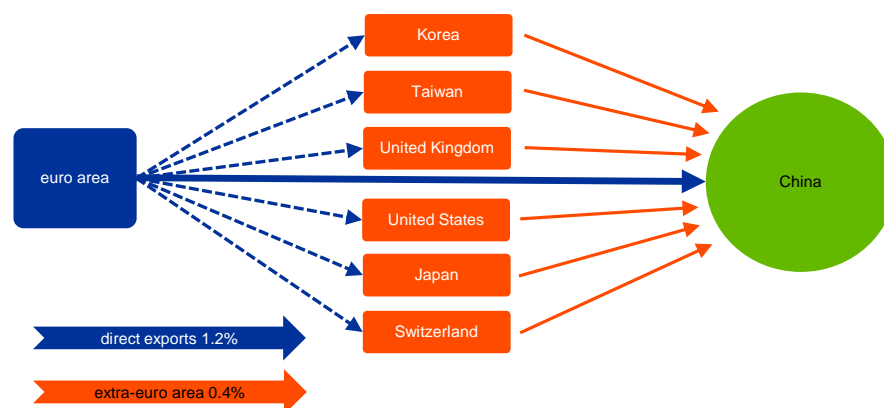 Korea
Taiwan
United Kingdom
euro area
China
United States
Japan
Switzerland
direct exports 1.2%
extra-euro area 0.4%